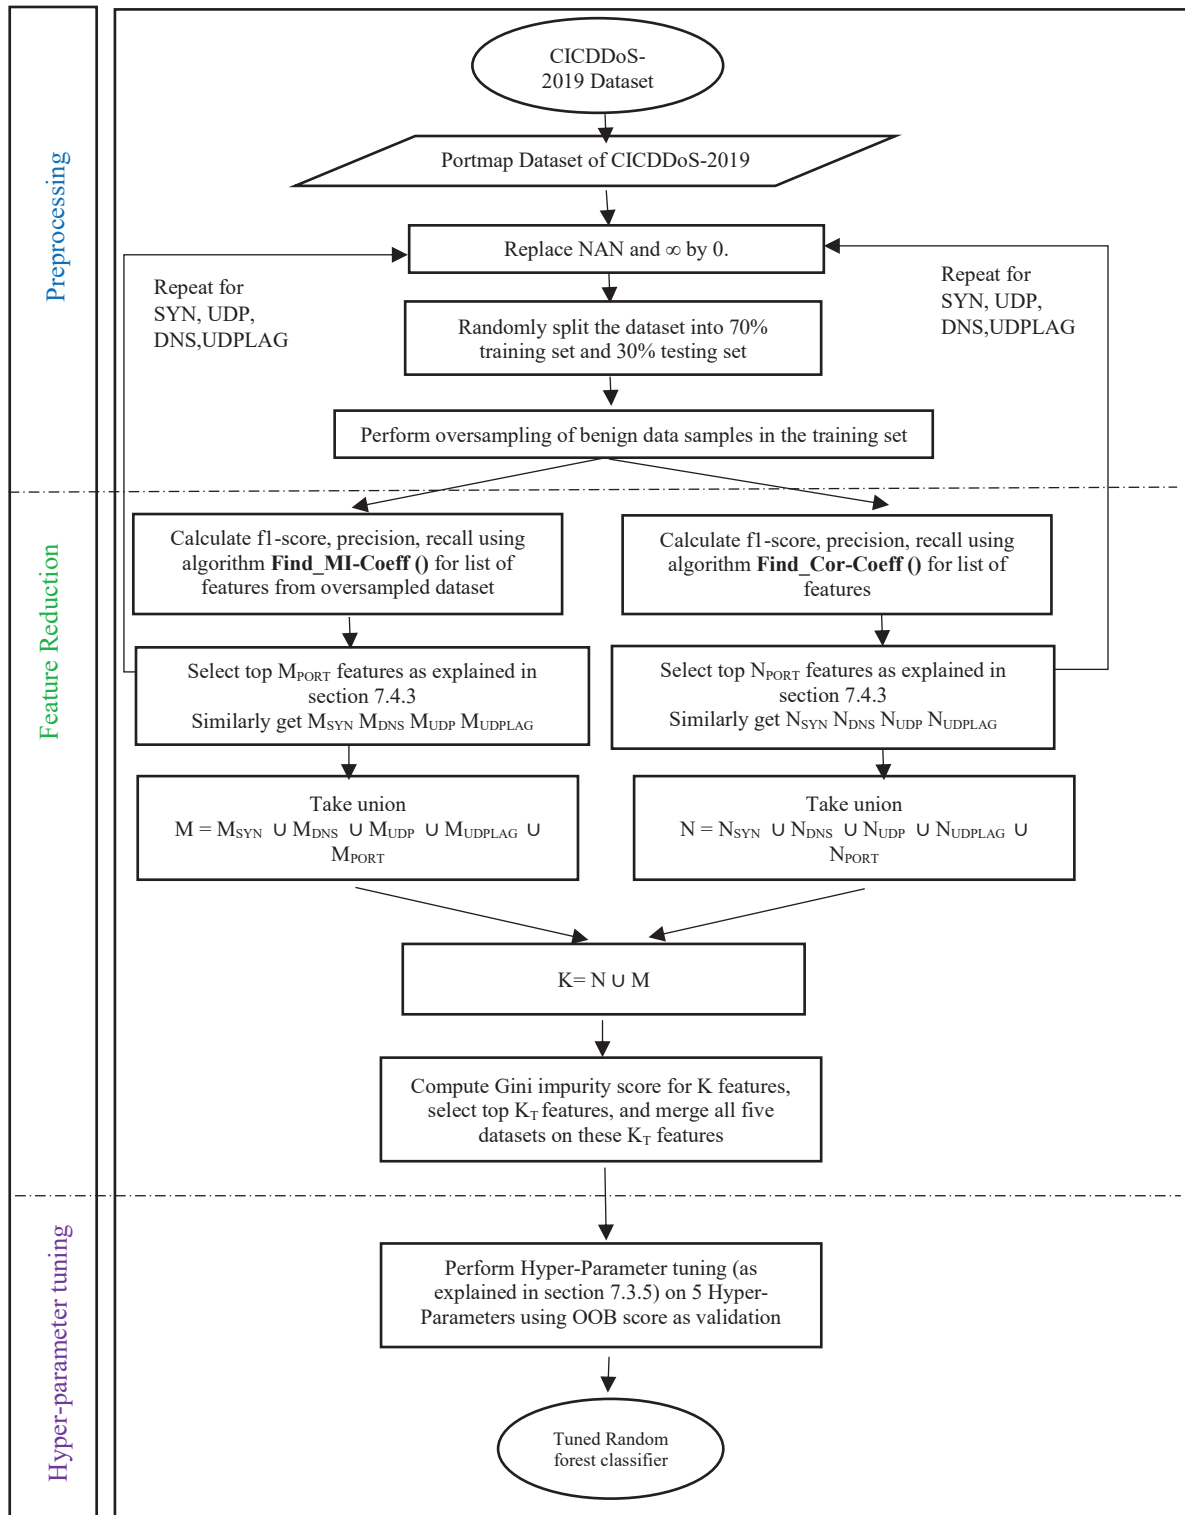 Preprocessing
CICDDoS-
2019 Dataset
Portmap Dataset of CICDDoS-2019
Replace NAN and ∞ by 0.
Repeat for
SYN, UDP,
DNS,UDPLAG
Repeat for
SYN, UDP,
DNS,UDPLAG
Randomly split the dataset into 70%
training set and 30% testing set
Perform oversampling of benign data samples in the training set
Feature Reduction
Calculate f1-score, precision, recall using
algorithm Find_MI-Coeff () for list of
features from oversampled dataset
Calculate f1-score, precision, recall using
algorithm Find_Cor-Coeff () for list of
features
Select top MPORT features as explained in
section 7.4.3
Similarly get MSYN MDNS MUDP MUDPLAG
Select top NPORT features as explained in
section 7.4.3
Similarly get NSYN NDNS NUDP NUDPLAG
Take union
M = MSYN ∪ MDNS ∪ MUDP ∪ MUDPLAG ∪
MPORT
Take union
N = NSYN ∪ NDNS ∪ NUDP ∪ NUDPLAG ∪
NPORT
K= N ∪ M
Compute Gini impurity score for K features,
select top KT features, and merge all five
datasets on these KT features
Hyper-parameter tuning
Perform Hyper-Parameter tuning (as
explained in section 7.3.5) on 5 Hyper-
Parameters using OOB score as validation
Tuned Random
forest classifier